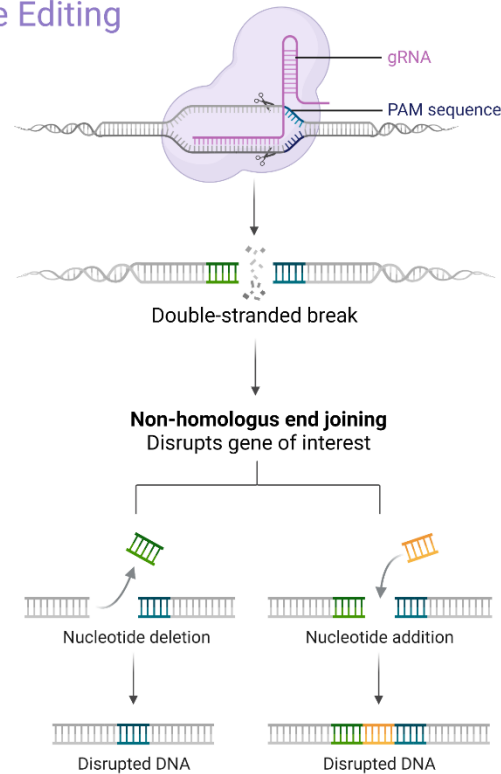 e Editing
gRNA
PAM sequence
Double-stranded break
Non-homologus end joining
Disrupts gene of interest
Nucleotide deletion
Nucleotide addition
Disrupted DNA
Disrupted DNA